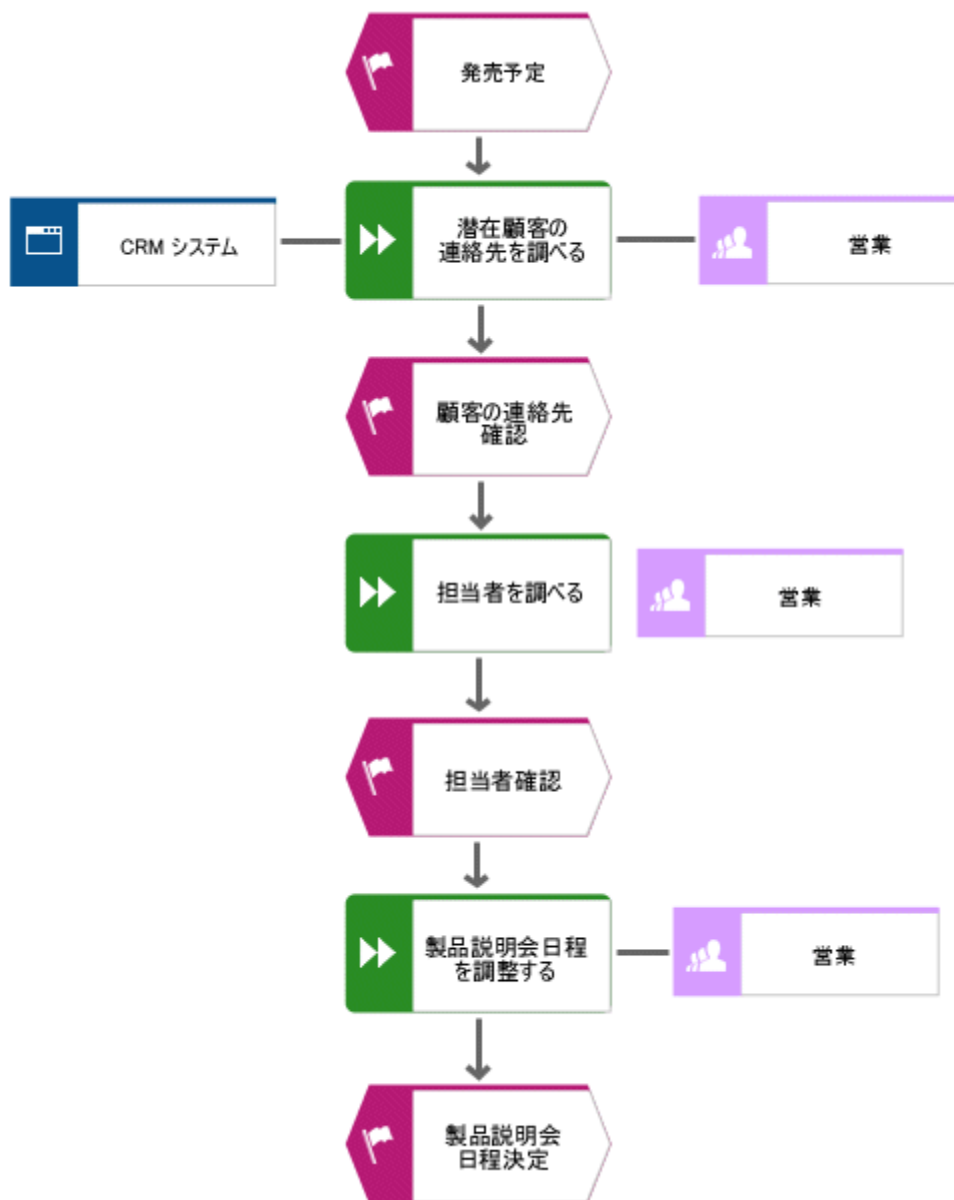 発売予定
CRM システム
潜在顧客の
連絡先を調べる
営業
顧客の連絡先
確認
担当者を調べる
営業
担当者確認
製品説明会日程
を調整する
営業
製品説明会
日程決定